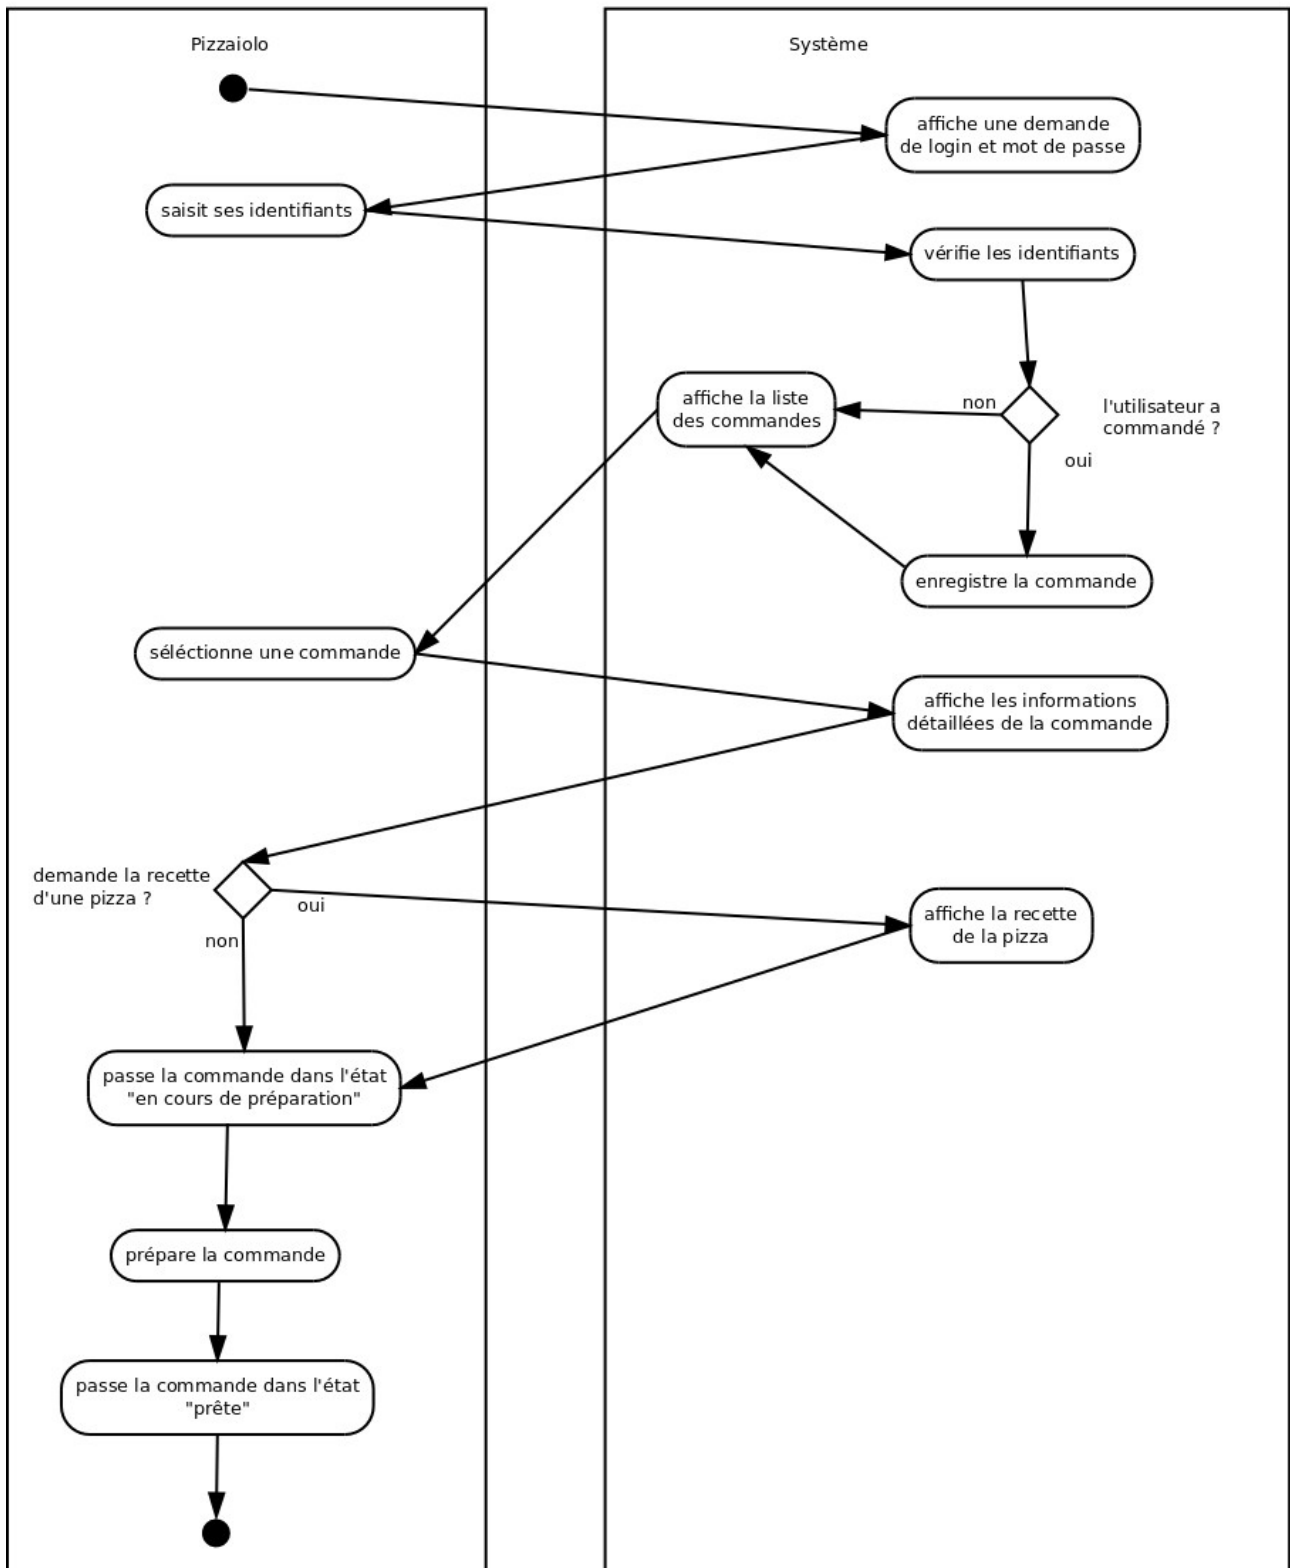 Pizzaiolo
Système
affiche une demande
de login et mot de passe
saisit ses identifiants
vérifie les identifiants
affiche la liste
des commandes
non
l'utilisateur a
commandé ?
oui
enregistre la commande
séléctionne une commande
affiche les informations
détaillées de la commande
demande la recette
d'une pizza ?
oui
non
affiche la recette
de la pizza
passe la commande dans l'état
"en cours de préparation"
prépare la commande
passe la commande dans l'état
"prête"